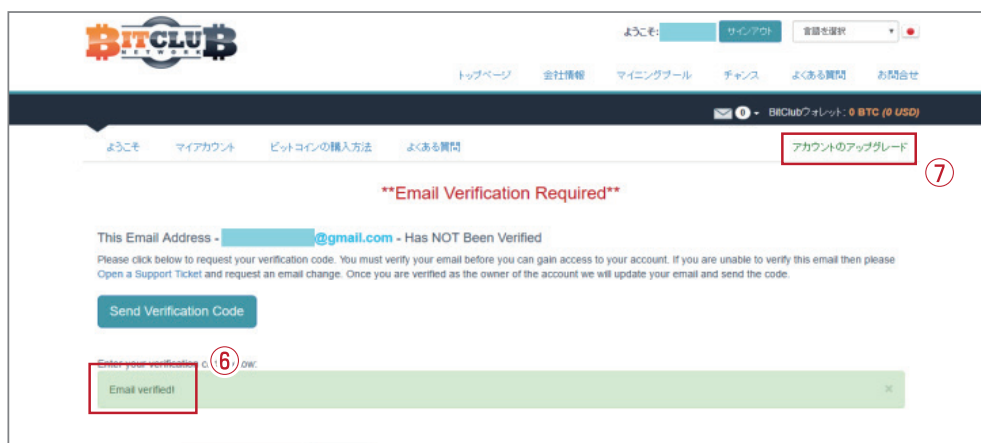 BITCLUB
NETWORK
ようこそ: サインアウト 言語を選択
トップページ 会社情報 マイニングプール チャンス よくある質問 お問合せ
0 BitClubウォレット: 0 BTC (0 USD)
ようこそ マイアカウント ビットコインの購入方法 よくある質問 アカウントのアップグレード
⑦
**Email Verification Required**
This Email Address - @gmail.com - Has NOT Been Verified
Please click below to request your verification code. You must verify your email before you can gain access to your account. If you are unable to verify this email then please
Open a Support Ticket and request an email change. Once you are verified as the owner of the account we will update your email and send the code.
Send Verification Code
⑥
Enter your verification
Email verified! ×